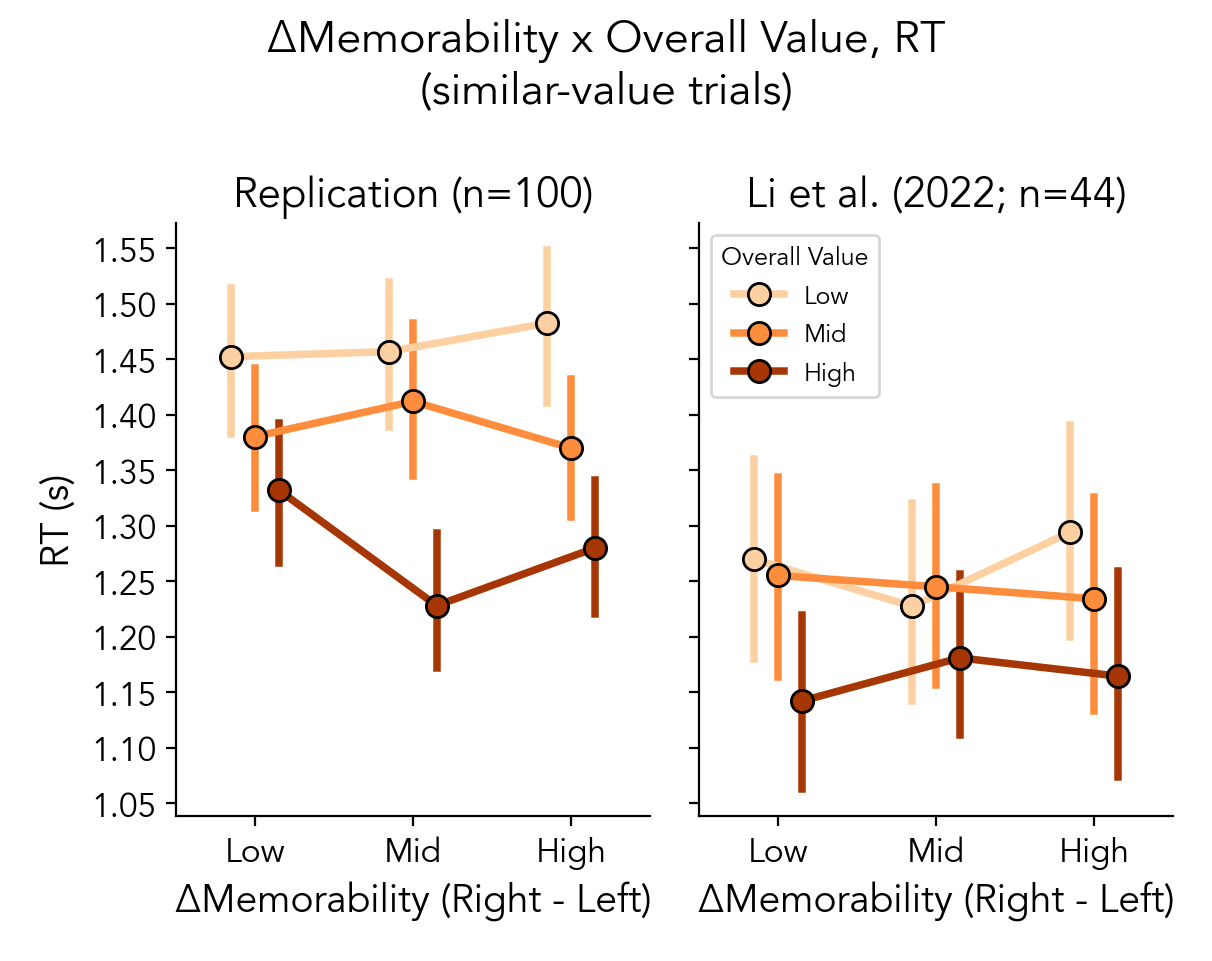 ΔMemorability x Overall Value, RT
(similar-value trials)
Replication (n=100)
RT (s)
1.55
1.50
1.45
1.40
1.35
1.30
1.25
1.20
1.15
1.10
1.05
Low Mid High
ΔMemorability (Right - Left)
Li et al. (2022; n=44)
Overall Value
Low
Mid
High
Low Mid High
ΔMemorability (Right - Left)